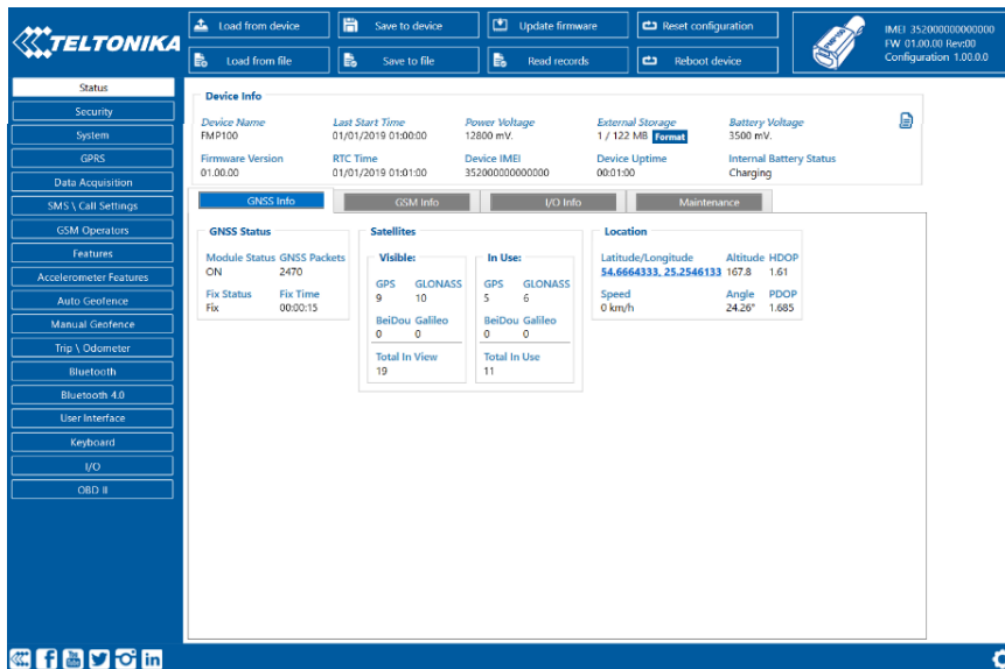 TELTONIKA
Load from device
Save to device
Update firmware
Reset configuration
Load from file
Save to file
Read records
Reboot device
FMP100
IMEI 352000000000000
FW 01.00.00 Rev:00
Configuration 1.00.0.0
Status
Security
System
GPRS
Data Acquisition
SMS \ Call Settings
GSM Operators
Features
Accelerometer Features
Auto Geofence
Manual Geofence
Trip \ Odometer
Bluetooth
Bluetooth 4.0
User Interface
Keyboard
I/O
OBD II
Device Info
Device Name Last Start Time Power Voltage External Storage Battery Voltage
FMP100 01/01/2019 01:00:00 12800 mV. 1 / 122 MB Format 3500 mV.
Firmware Version RTC Time Device IMEI Device Uptime Internal Battery Status
01.00.00 01/01/2019 01:01:00 352000000000000 00:01:00 Charging
GNSS Info GSM Info I/O Info Maintenance
GNSS Status
Module Status GNSS Packets
ON 2470
Fix Status Fix Time
Fix 00:00:15
Satellites
Visible:
GPS GLONASS
9 10
BeiDou Galileo
0 0
Total In View
19
In Use:
GPS GLONASS
5 6
BeiDou Galileo
0 0
Total In Use
11
Location
Latitude/Longitude Altitude HDOP
54.6664333, 25.2546133 167.8 1.61
Speed Angle PDOP
0 km/h 24.26° 1.685
f You Tube in